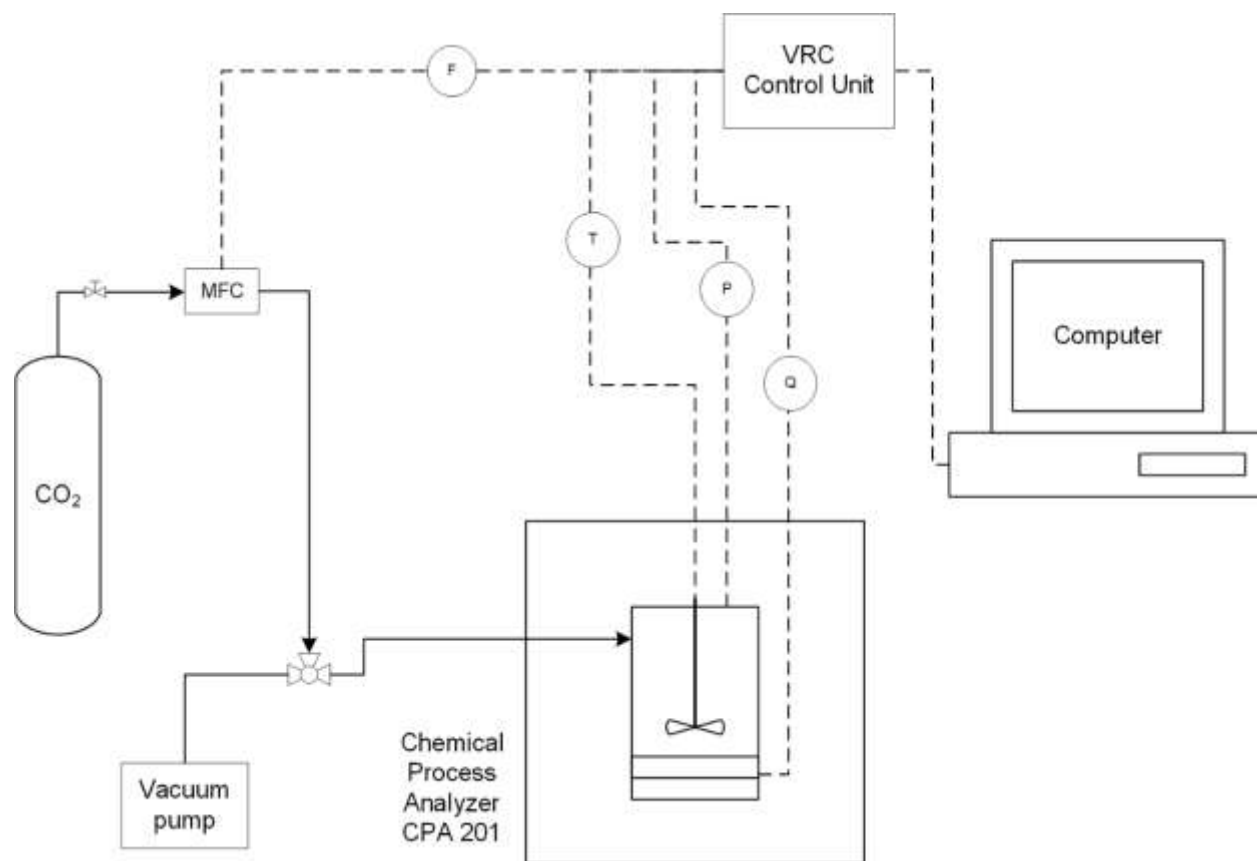 VRC
Control Unit
F
T
P
MFC
Computer
Q
CO₂
Chemical
Process
Analyzer
CPA 201
Vacuum
pump